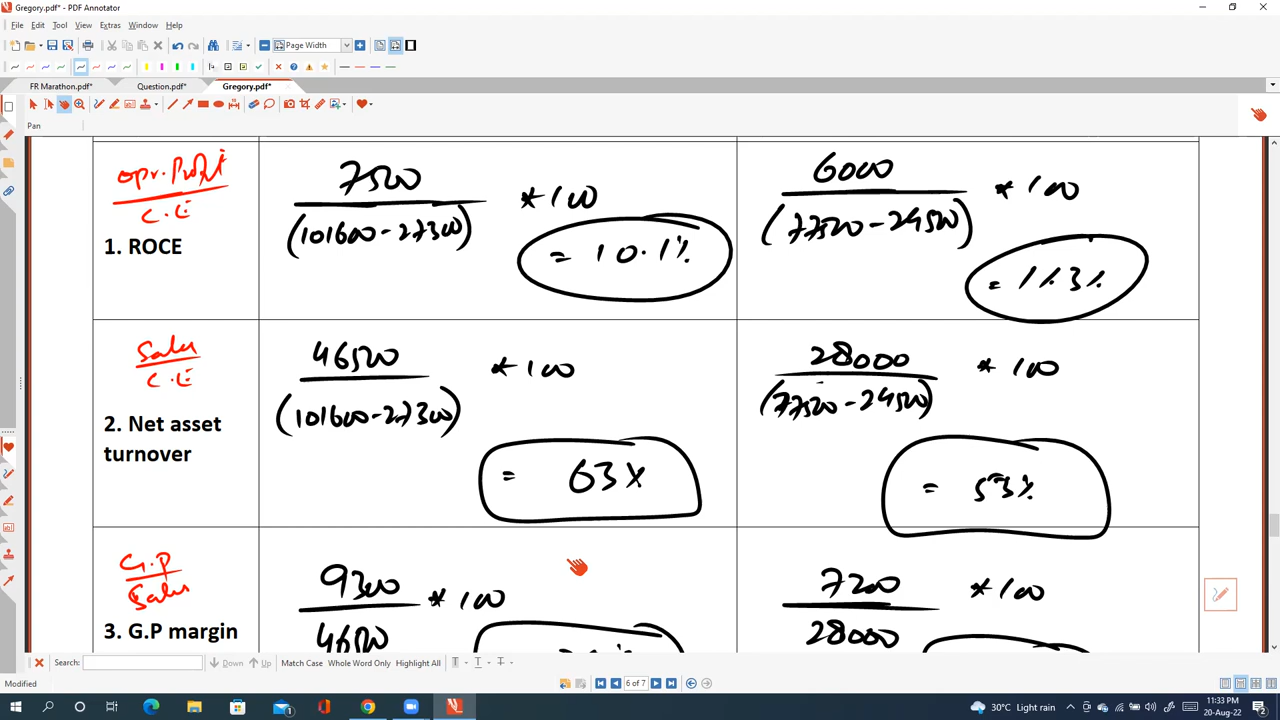 Gregory.pdf* - PDF Annotator
File Edit Tool View Extras Window Help
Page Width
FR Marathon.pdf* Question.pdf* Gregory.pdf*
Pan
Opr. Profit
C.E
1. ROCE
7500
(101600-27300)
* 100
= 10.1%
6000
(77500-24500)
* 100
= 11.3%
Sales
C.E
2. Net asset
turnover
46500
(101600-27300)
* 100
= 63%
28000
(77500-24500)
* 100
= 53%
G.P
Sales
3. G.P margin
9300
46500
* 100
7200
28000
* 100
Search: Down Up Match Case Whole Word Only Highlight All
Modified
6 of 7
30°C Light rain
11:33 PM
20-Aug-22
2